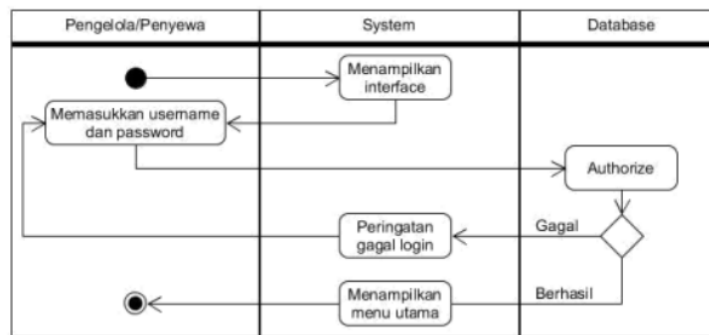 Pengelola/Penyewa
System
Database
Menampilkan
interface
Memasukkan username
dan password
Authorize
Peringatan
gagal login
Gagal
Menampilkan
menu utama
Berhasil